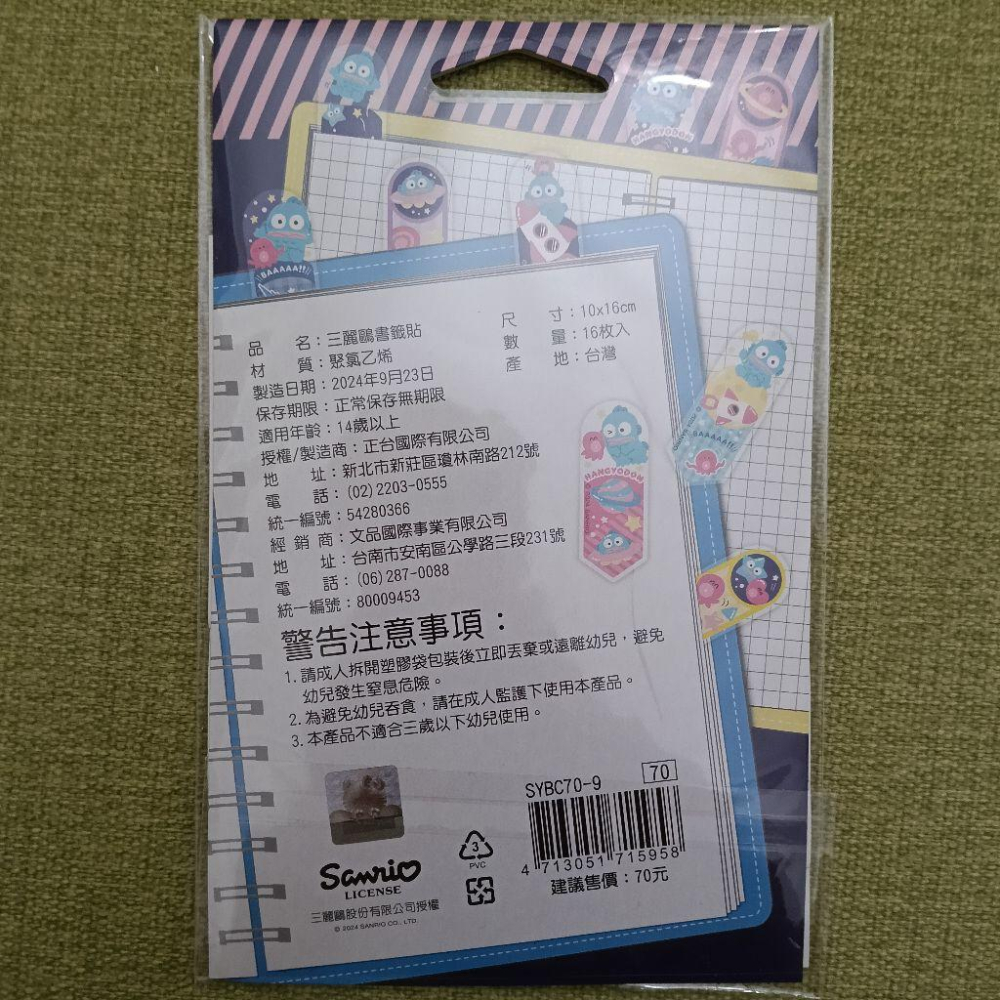 HANGYODON
BAAAAA!!
品 名：三麗鷗書籤貼
尺 寸：10x16cm
材 質：聚氯乙烯
數 量：16枚入
製造日期：2024年9月23日
產 地：台灣
保存期限：正常保存無期限
適用年齡：14歲以上
授權/製造商：正台國際有限公司
地 址：新北市新莊區瓊林南路212號
電 話：(02)2203-0555
統一編號：54280366
經 銷 商：文品國際事業有限公司
地 址：台南市安南區公學路三段231號
電 話：(06)287-0088
統一編號：80009453
HANGYODON
BAAAAA!!
警告注意事項：
1.請成人拆開塑膠袋包裝後立即丟棄或遠離幼兒，避免
幼兒發生窒息危險。
2.為避免幼兒吞食，請在成人監護下使用本產品。
3.本產品不適合三歲以下幼兒使用。
SYBC70-9
70
4 713051 715958
建議售價：70元
3
PVC
Sanrio
LICENSE
三麗鷗股份有限公司授權
© 2024 SANRIO CO., LTD.